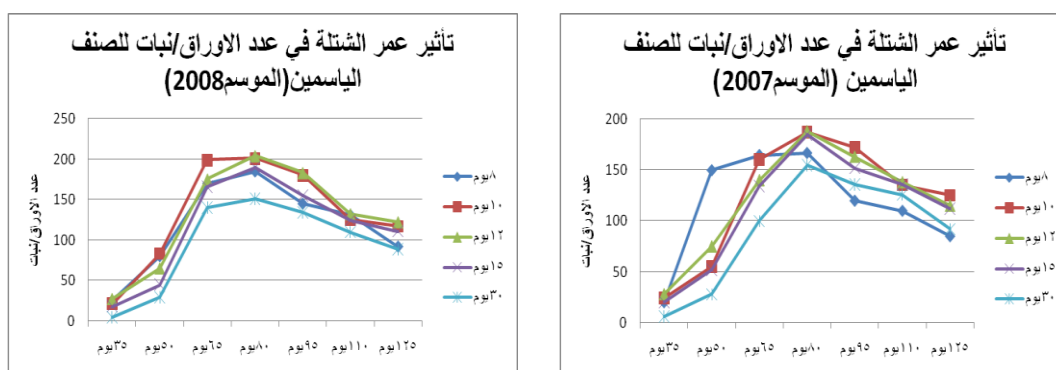 تأثير عمر الشتلة في عدد الاوراق/نبات للصنف
الياسمين (الموسم2007)
عدد الاوراق/نبات
200
150
100
50
0
٣٥يوم ٥٠يوم ٦٥يوم ٨٠يوم ٩٥يوم ١١٠يوم ١٢٥يوم
٨يوم
١٠يوم
١٢يوم
١٥يوم
٣٠يوم
تأثير عمر الشتلة في عدد الاوراق/نبات للصنف
الياسمين(الموسم2008)
عدد الاوراق/نبات
250
200
150
100
50
0
٣٥يوم ٥٠يوم ٦٥يوم ٨٠يوم ٩٥يوم ١١٠يوم ١٢٥يوم
٨يوم
١٠يوم
١٢يوم
١٥يوم
٣٠يوم